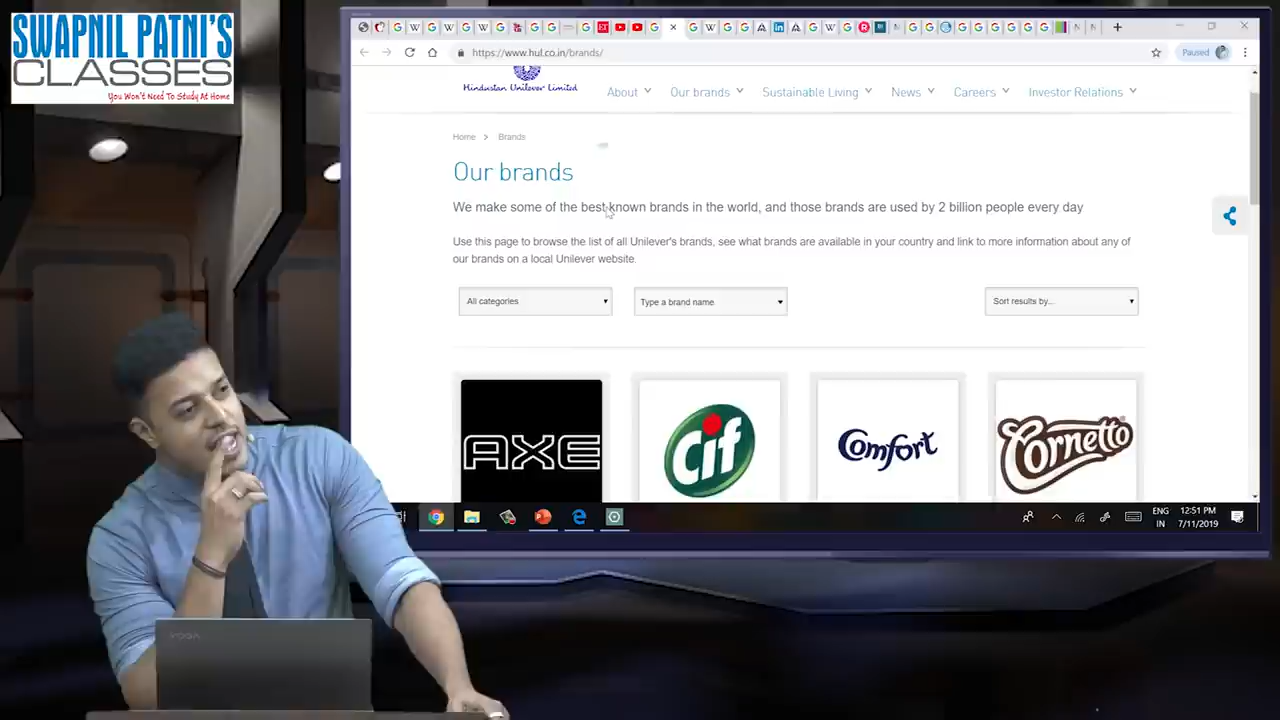 SWAPNIL PATNI'S
CLASSES
You Won't Need To Study At Home
https://www.hul.co.in/brands/
Paused
Hindustan Unilever Limited
About
Our brands
Sustainable Living
News
Careers
Investor Relations
Home > Brands
Our brands
We make some of the best known brands in the world, and those brands are used by 2 billion people every day
Use this page to browse the list of all Unilever's brands, see what brands are available in your country and link to more information about any of
our brands on a local Unilever website.
All categories
Type a brand name
Sort results by...
AXE
Cif
Comfort
Cornetto
ENG
IN
12:51 PM
7/11/2019
YOGA